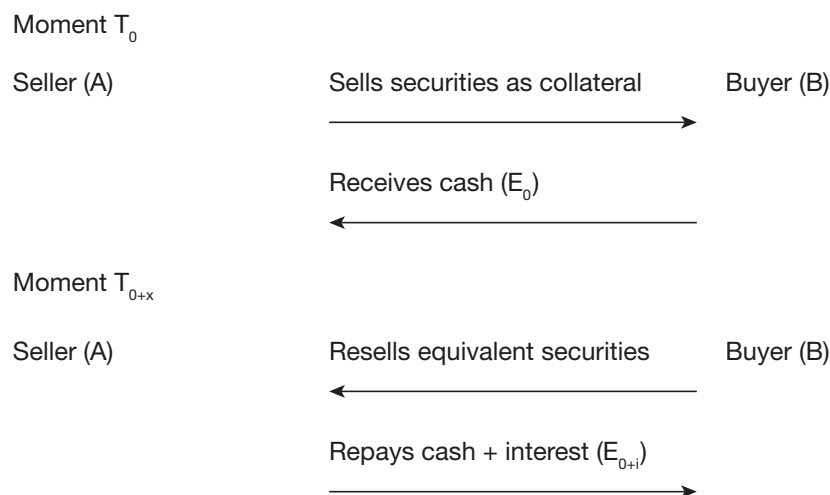 Moment T₀
Seller (A) Sells securities as collateral Buyer (B)
Receives cash (E₀)
Moment T₀₊ₓ
Seller (A) Resells equivalent securities Buyer (B)
Repays cash + interest (E₀₊ᵢ)